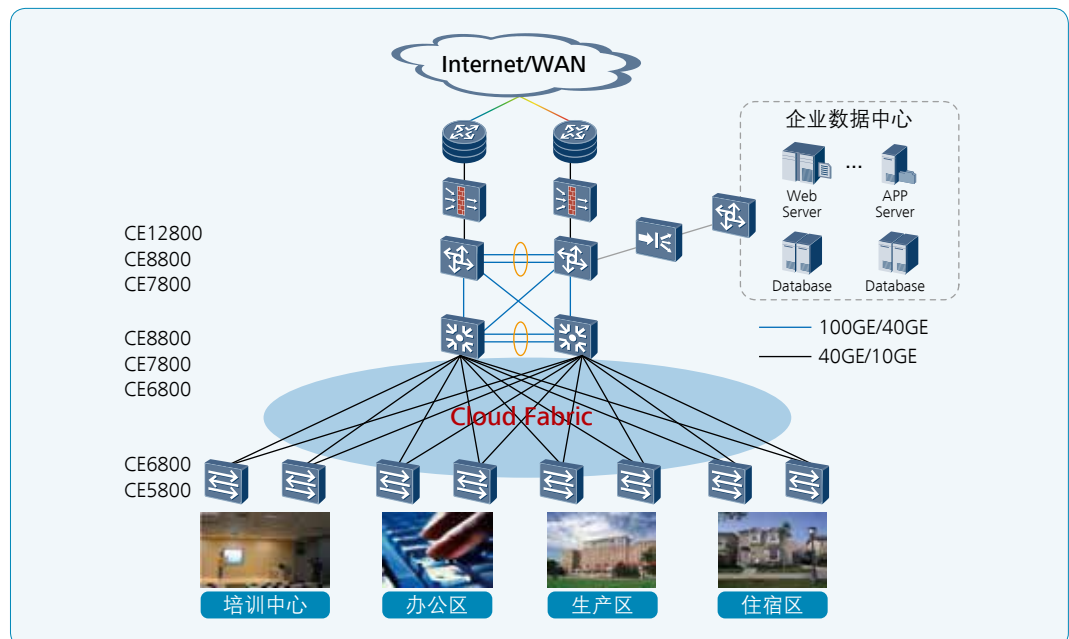 Internet/WAN
企业数据中心
...
Web
Server
APP
Server
Database
Database
CE12800
CE8800
CE7800
100GE/40GE
40GE/10GE
CE8800
CE7800
CE6800
Cloud Fabric
CE6800
CE5800
培训中心
办公区
生产区
住宿区